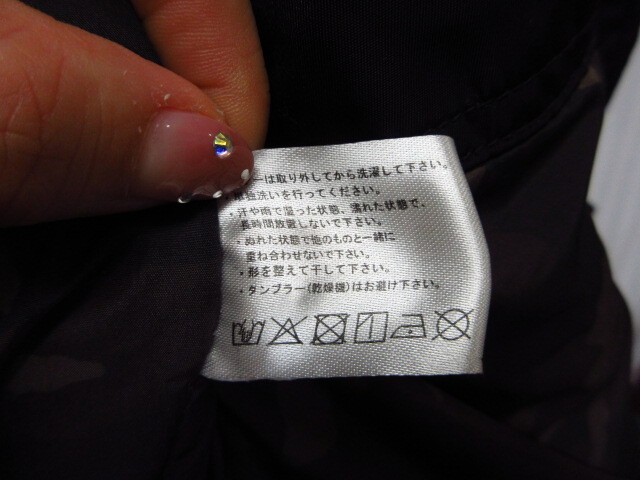 ーは取り外してから洗濯して下さい。
単独洗いを行ってください。
・汗や雨で湿った状態、濡れた状態で、
長時間放置しないで下さい。
・ぬれた状態で他のものと一緒に
重ね合わせないで下さい。
・形を整えて干して下さい。
・タンブラー(乾燥機)はお避け下さい。